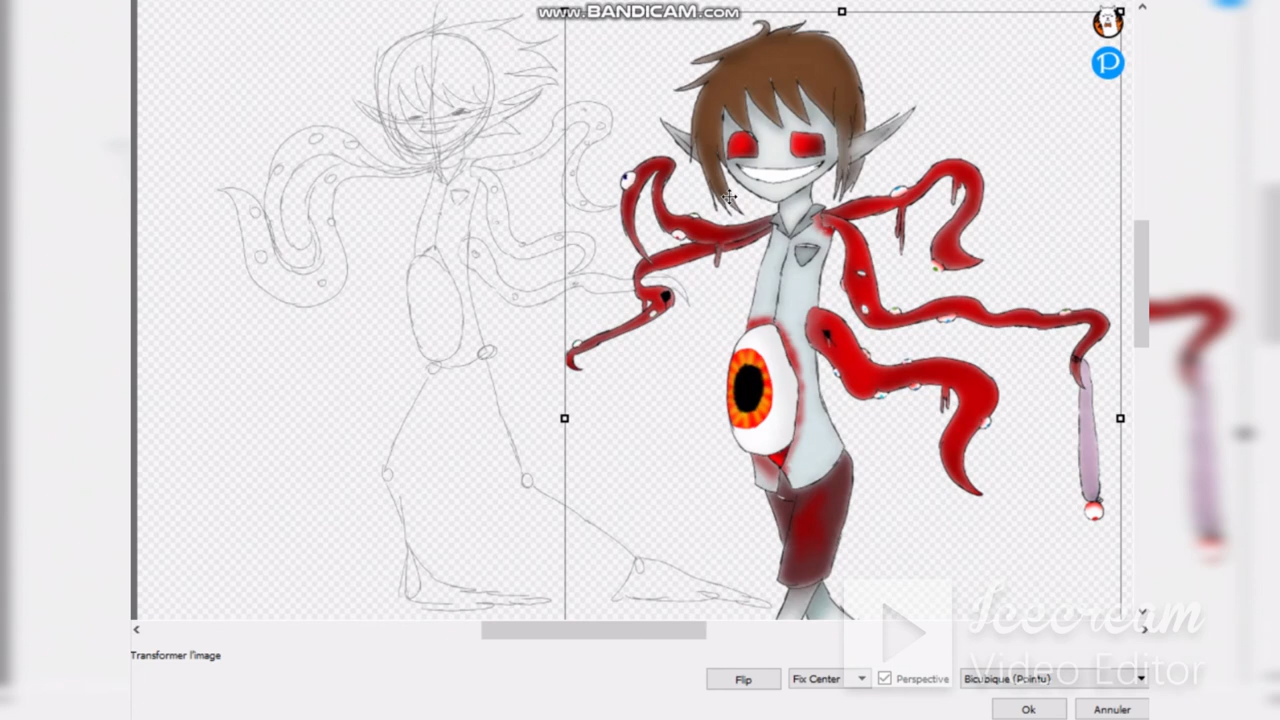 www.BANDICAM.com
P
Transformer l'image
Flip
Fix Center
Perspective
Bicubique (Pointu)
Icecream
Video Editor
Ok
Annuler